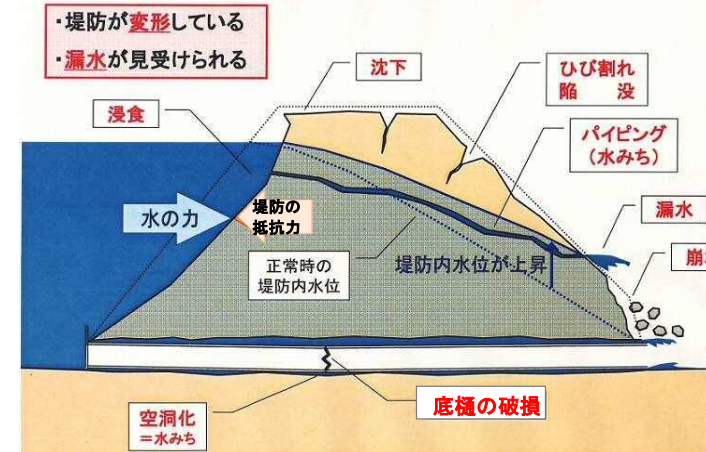 ・堤防が変形している
・漏水が見受けられる
沈下
ひび割れ
陥 没
浸食
パイピング
(水みち)
水の力
堤防の
抵抗力
漏水
正常時の
堤防内水位
堤防内水位が上昇
崩
底樋の破損
空洞化
＝水みち